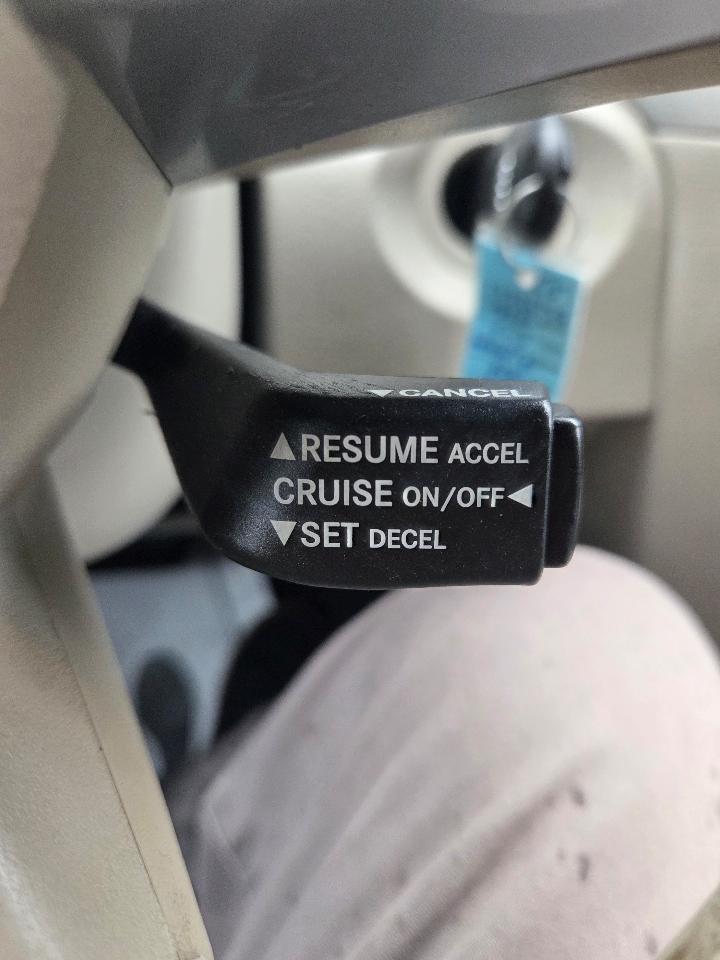 ▼CANCEL
▲RESUME ACCEL
CRUISE ON/OFF◀
▼SET DECEL